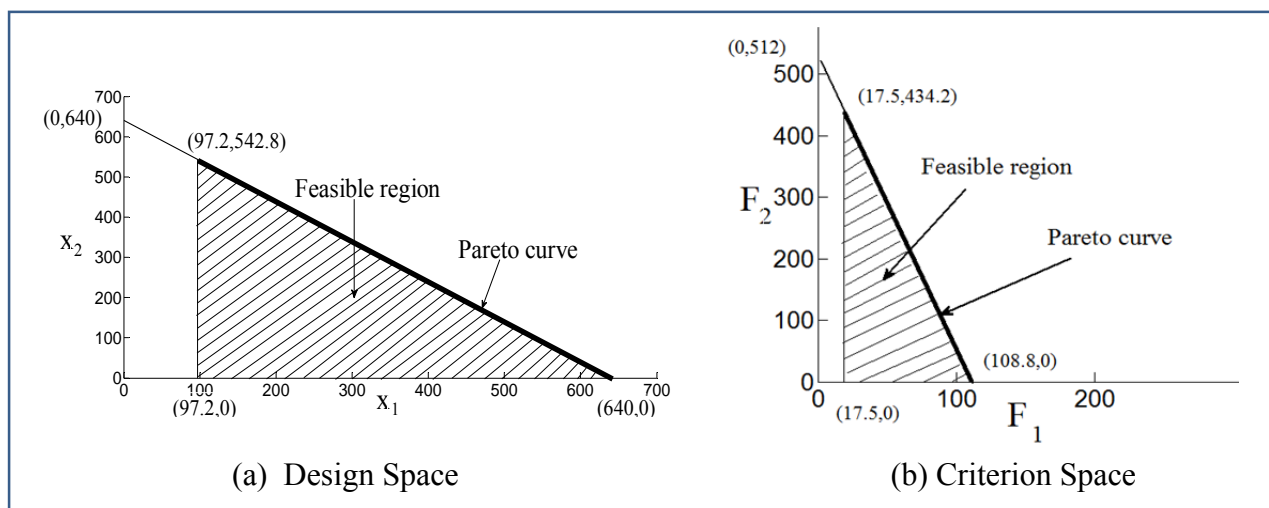 700
(0,640)
600
(97.2,542.8)
500
Feasible region
400
x2
300
Pareto curve
200
100
0
0 100 200 300 400 500 600 700
(97.2,0)
x1
(640,0)
(a) Design Space
(0,512)
500
(17.5,434.2)
400
Feasible region
300
F2
Pareto curve
200
100
(108.8,0)
0
0 100 200
(17.5,0)
F1
(b) Criterion Space